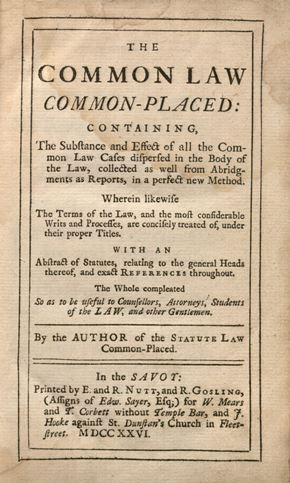 THE
COMMON LAW
COMMON-PLACED:
CONTAINING,
The Substance and Effect of all the Com-
mon Law Cases dispersed in the Body of
the Law, collected as well from Abridg-
ments as Reports, in a perfect new Method.
Wherein likewise
The Terms of the Law, and the most considerable
Writs and Processes, are concisely treated of, under
their proper Titles.
WITH AN
Abstract of Statutes, relating to the general Heads
thereof, and exact REFERENCES throughout.
The Whole compleated
So as to be useful to Counsellors, Attorneys, Students
of the LAW, and other Gentlemen.
By the AUTHOR of the STATUTE LAW
Common-Placed.
In the SAVOY:
Printed by E. and R. NUTT, and R. GOSLING,
(Assigns of Edw. Sayer, Esq;) for W. Mears
and T. Corbett without Temple Bar, and J.
Hooke against St. Dunstan's Church in Fleet-
street. MDCCXXVI.